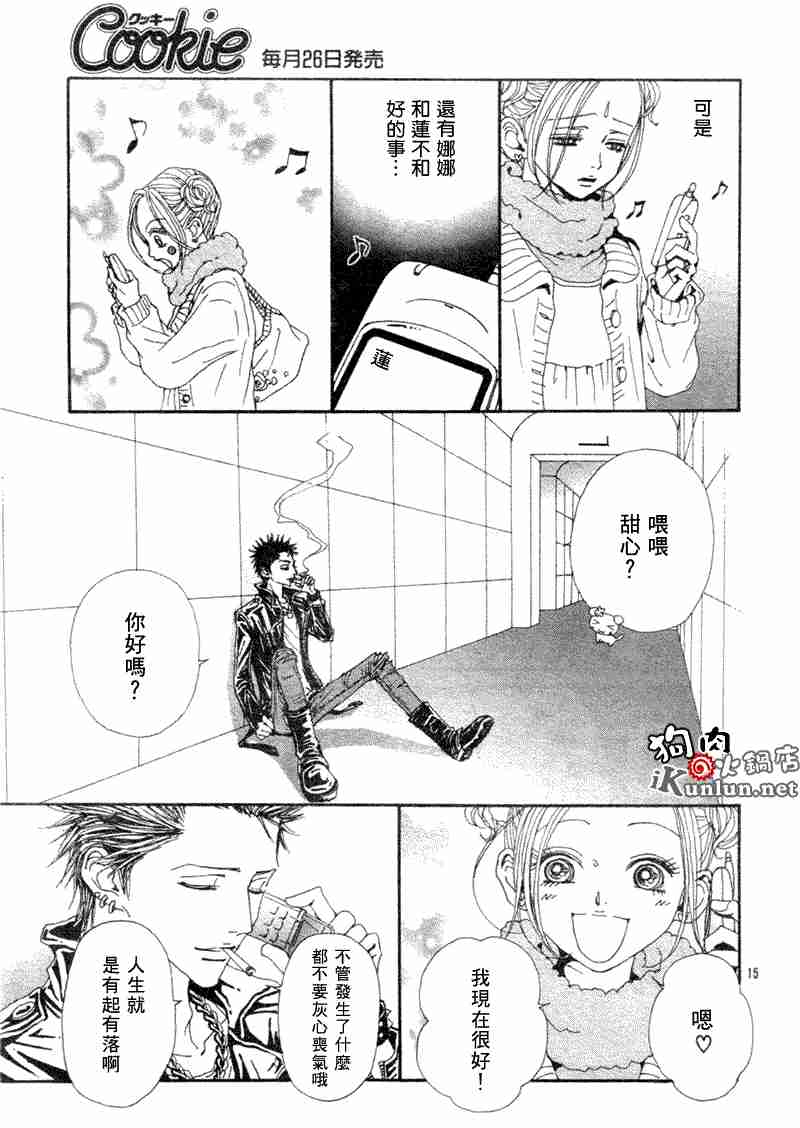 クッキー
Cookie 毎月26日発売
可是
還有娜娜
和蓮不和
好的事…
蓮
喂喂
甜心？
你好嗎？
狗肉
火鍋店
iKunlun.net
嗯♡
我現在很好！
不管發生了什麼
都不要灰心喪氣哦
人生就
是有起有落啊
15